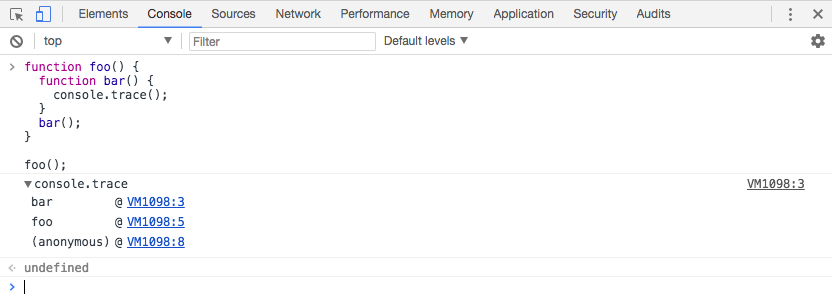 Elements Console Sources Network Performance Memory Application Security Audits
top Filter Default levels
function foo() {
  function bar() {
    console.trace();
  }
  bar();
}

foo();
console.trace VM1098:3
bar @ VM1098:3
foo @ VM1098:5
(anonymous) @ VM1098:8
undefined